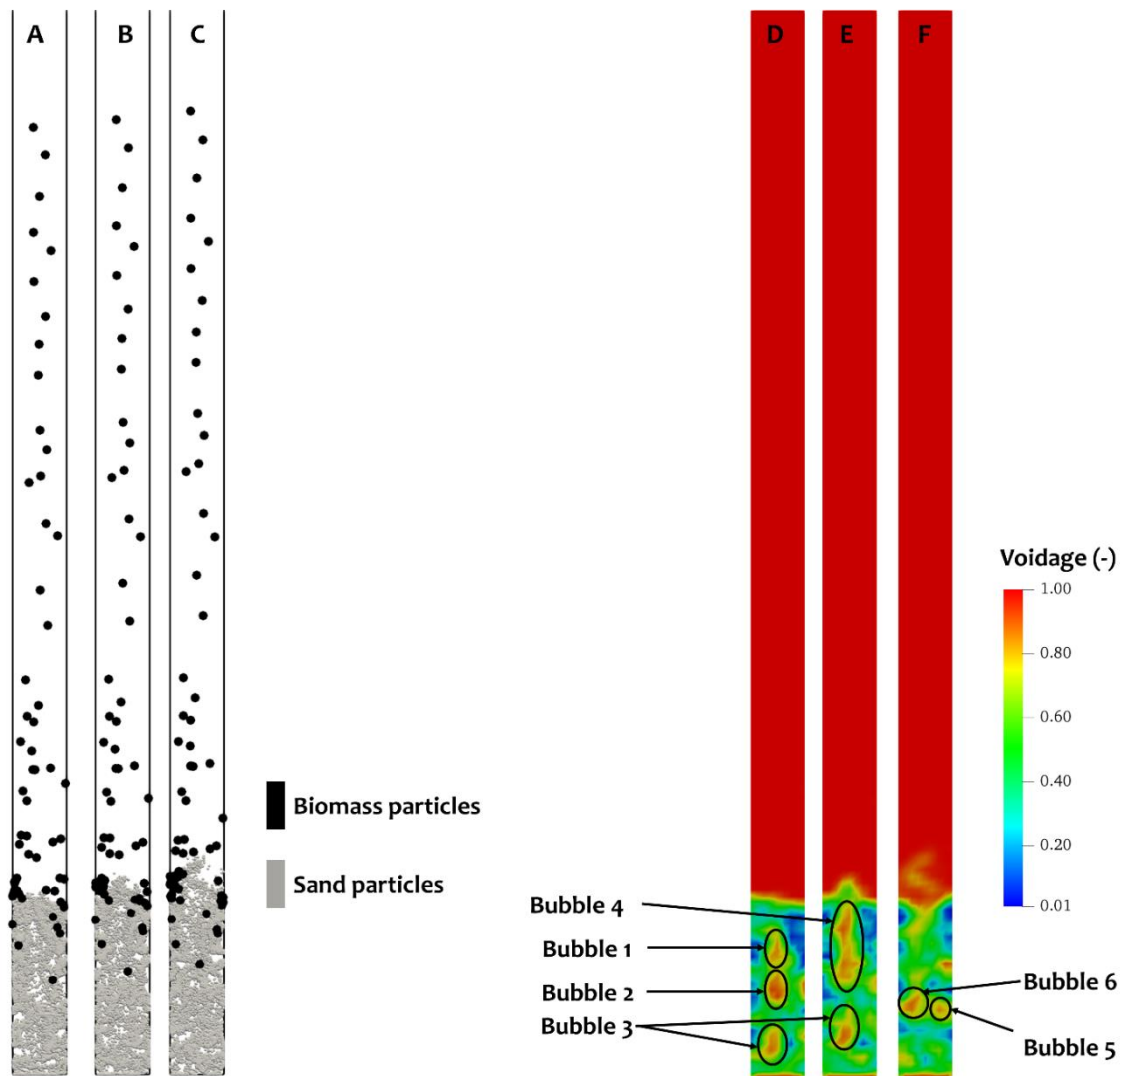 A B C D E F
Voidage (-)
1.00
0.80
0.60
0.40
0.20
0.01
Biomass particles
Sand particles
Bubble 4
Bubble 1
Bubble 2
Bubble 3
Bubble 6
Bubble 5